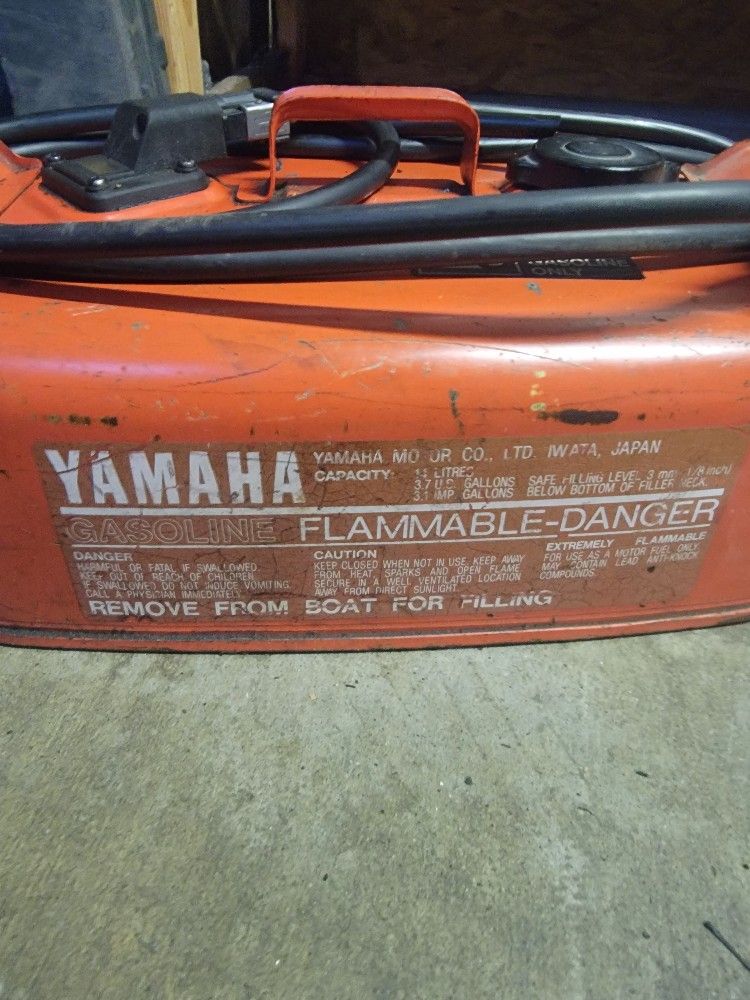 GASOLINE
ONLY
YAMAHA
YAMAHA MOTOR CO., LTD. IWATA, JAPAN
CAPACITY LITRES
3.7 U.S. GALLONS SAFE FILLING LEVEL 3 mm 1/8 inch)
3.1 IMP. GALLONS BELOW BOTTOM OF FILLER NECK.
GASOLINE FLAMMABLE-DANGER
DANGER
HARMFUL OR FATAL IF SWALLOWED.
KEEP OUT OF REACH OF CHILDREN.
IF SWALLOWED DO NOT INDUCE VOMITING.
CALL A PHYSICIAN IMMEDIATELY.
CAUTION
KEEP CLOSED WHEN NOT IN USE. KEEP AWAY
FROM HEAT, SPARKS AND OPEN FLAME
SECURE IN A WELL VENTILATED LOCATION
AWAY FROM DIRECT SUNLIGHT.
EXTREMELY FLAMMABLE
FOR USE AS A MOTOR FUEL ONLY.
MAY CONTAIN LEAD ANTI-KNOCK
COMPOUNDS.
REMOVE FROM BOAT FOR FILLING